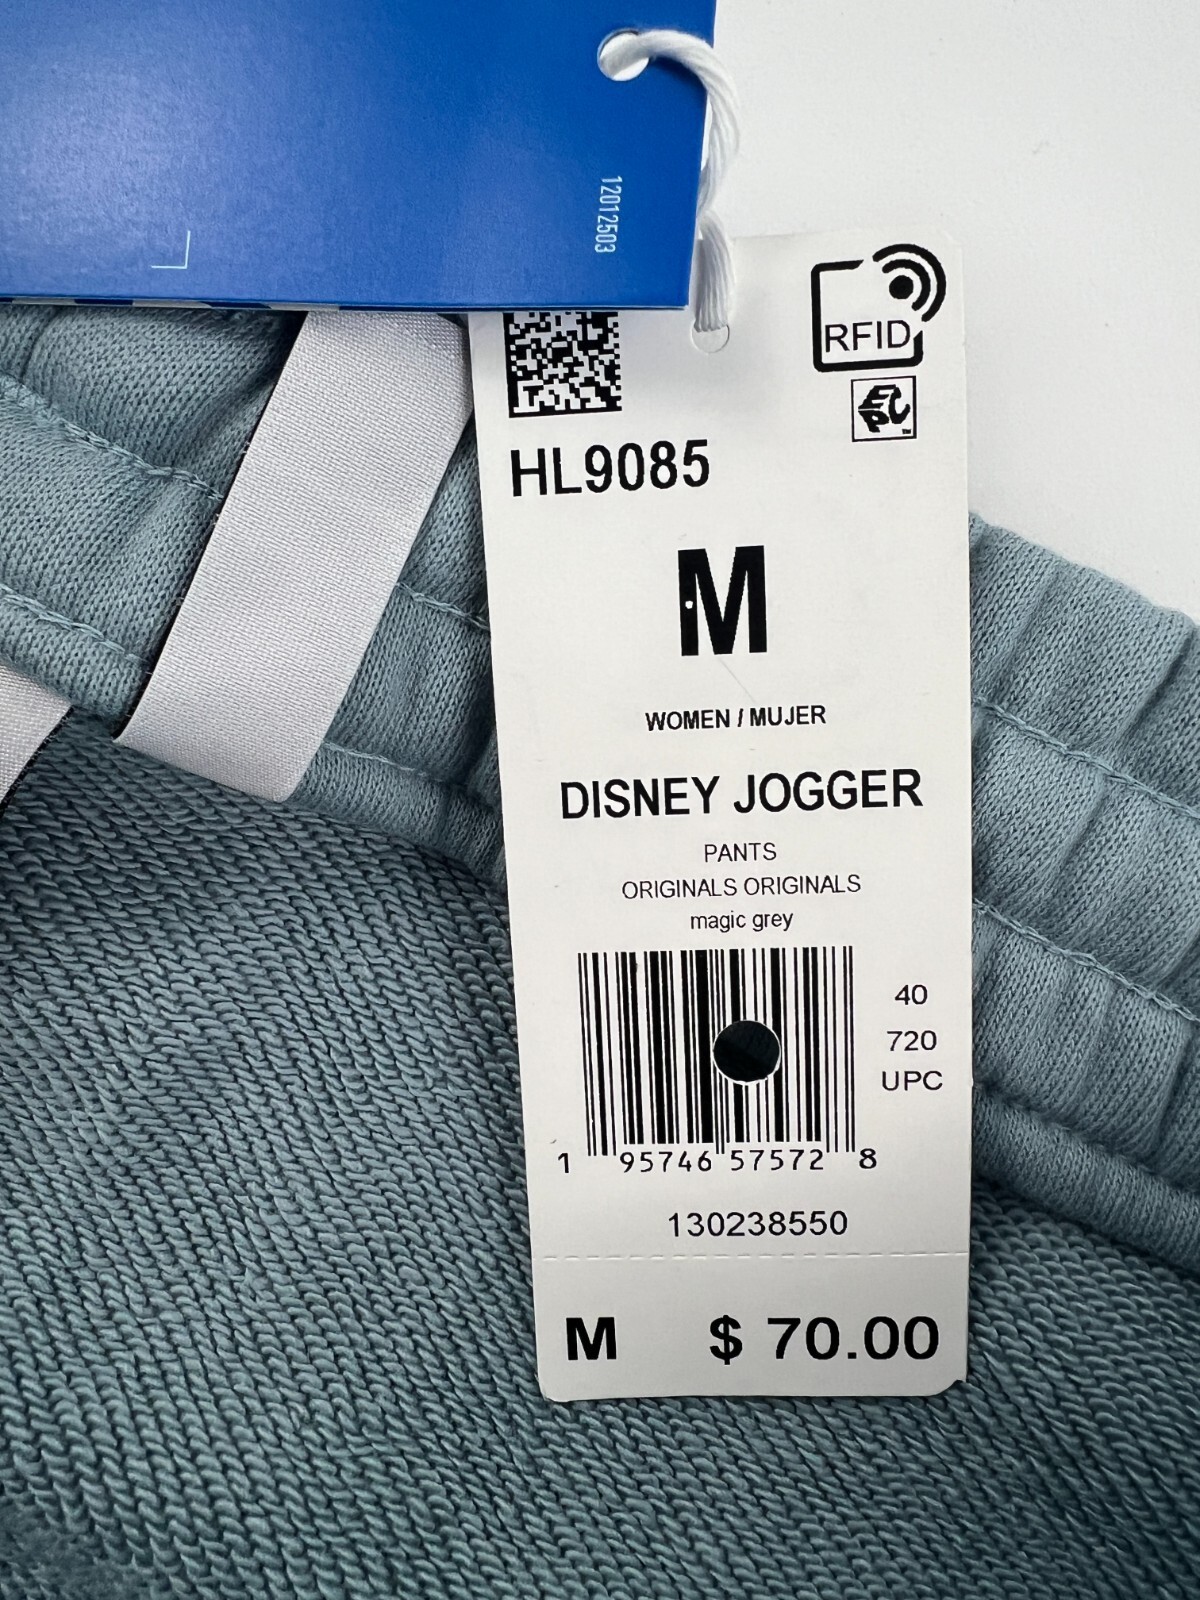 12012503
RFID
EPC
HL9085
M
WOMEN / MUJER
DISNEY JOGGER
PANTS
ORIGINALS ORIGINALS
magic grey
40
720
UPC
1 95746 57572 8
130238550
M $ 70.00